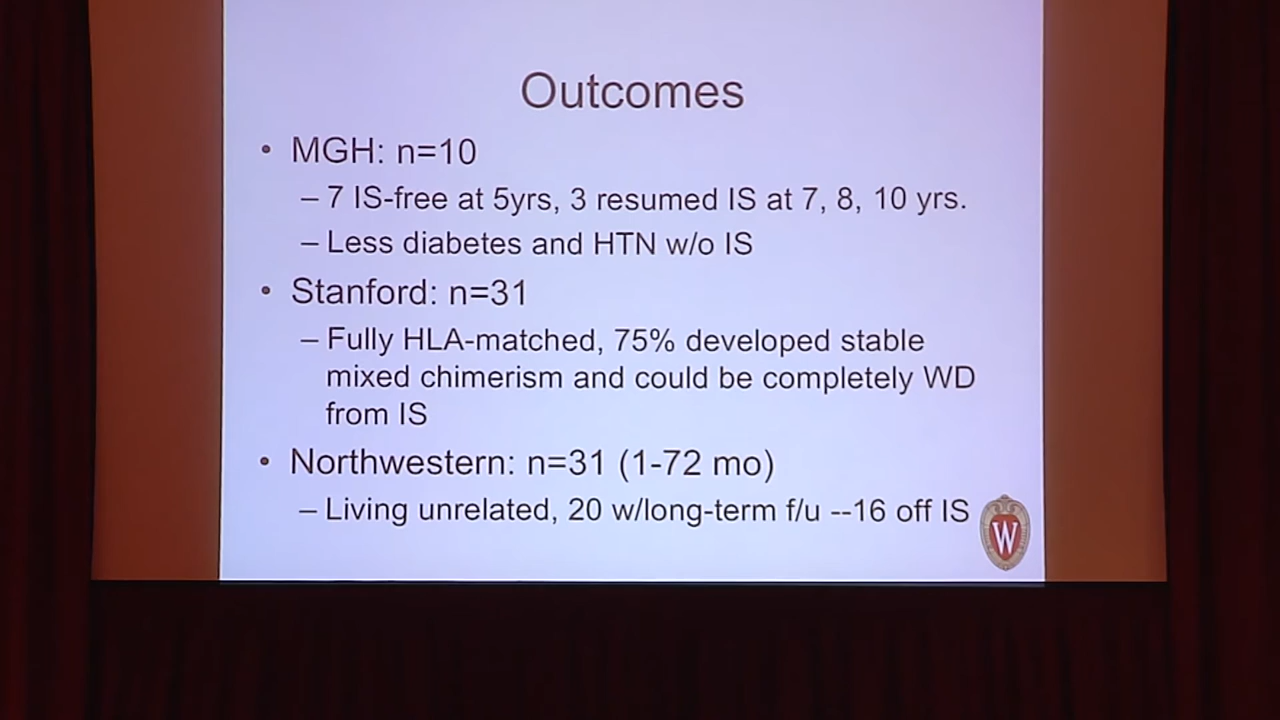 Outcomes
• MGH: n=10
– 7 IS-free at 5yrs, 3 resumed IS at 7, 8, 10 yrs.
– Less diabetes and HTN w/o IS
• Stanford: n=31
– Fully HLA-matched, 75% developed stable
mixed chimerism and could be completely WD
from IS
• Northwestern: n=31 (1-72 mo)
– Living unrelated, 20 w/long-term f/u --16 off IS
W